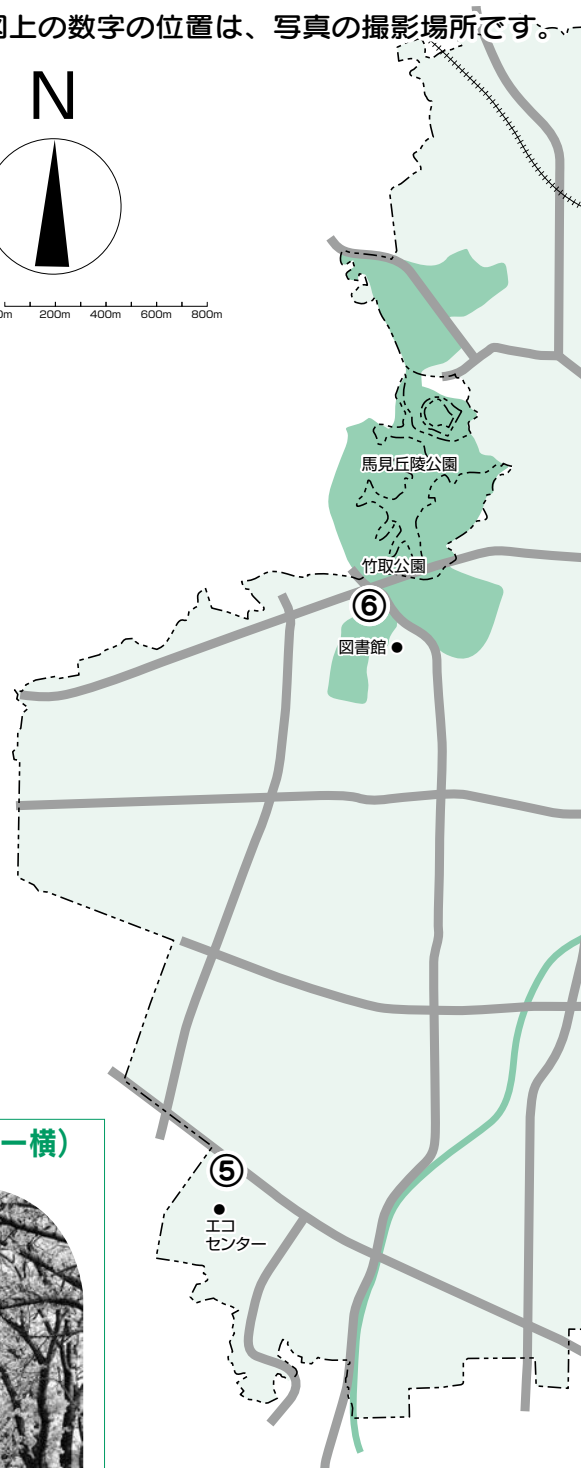 図上の数字の位置は、写真の撮影場所です。
N
200m 400m 600m 800m
馬見丘陵公園
竹取公園
⑥
図書館
ー横）
⑤
エコ
センター